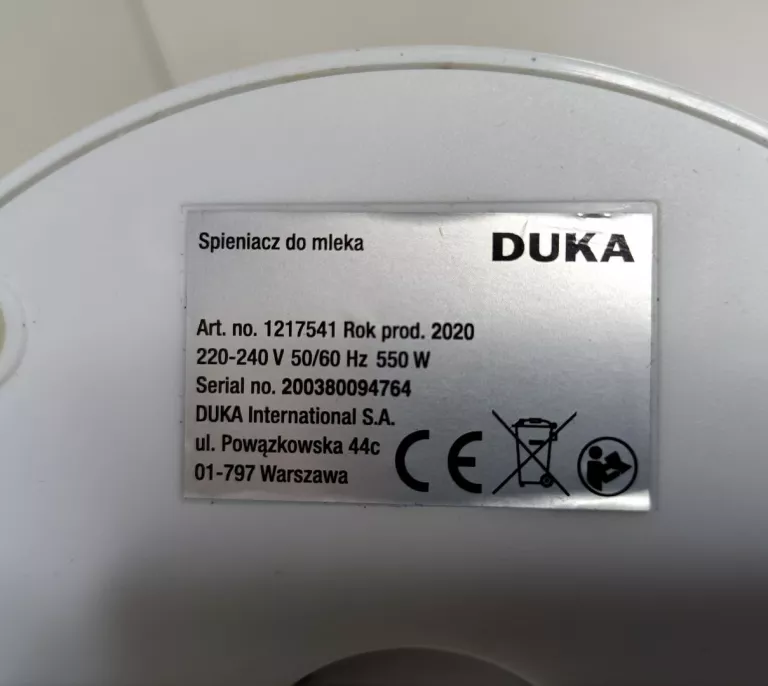 Spieniacz do mleka
DUKA
Art. no. 1217541 Rok prod. 2020
220-240 V 50/60 Hz 550 W
Serial no. 200380094764
DUKA International S.A.
ul. Powązkowska 44c
01-797 Warszawa
CE